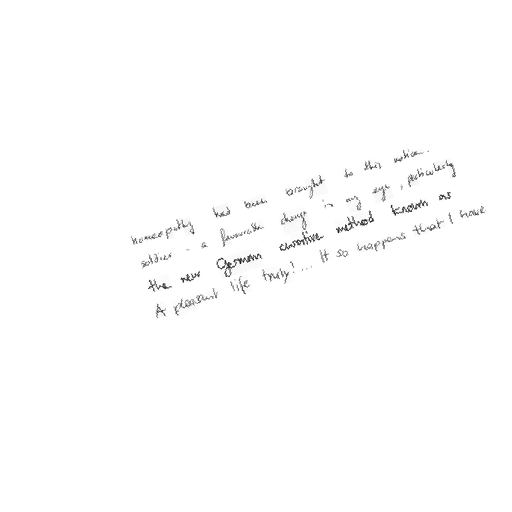 homeopathy had been brought to this nation.
soldier - a favourable change in my eye, particularly
the new German curative method known as
A pleasant life truly! .... It so happens that I have